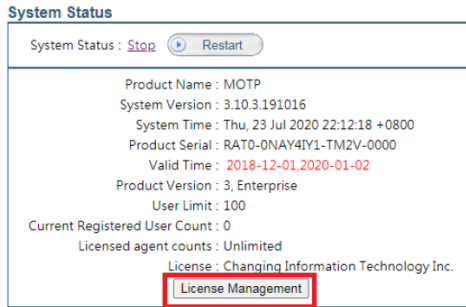 System Status
System Status : Stop Restart
Product Name : MOTP
System Version : 3.10.3.191016
System Time : Thu, 23 Jul 2020 22:12:18 +0800
Product Serial : RAT0-0NAY4IY1-TM2V-0000
Valid Time : 2018-12-01,2020-01-02
Product Version : 3, Enterprise
User Limit : 100
Current Registered User Count : 0
Licensed agent counts : Unlimited
License : Changing Information Technology Inc.
License Management